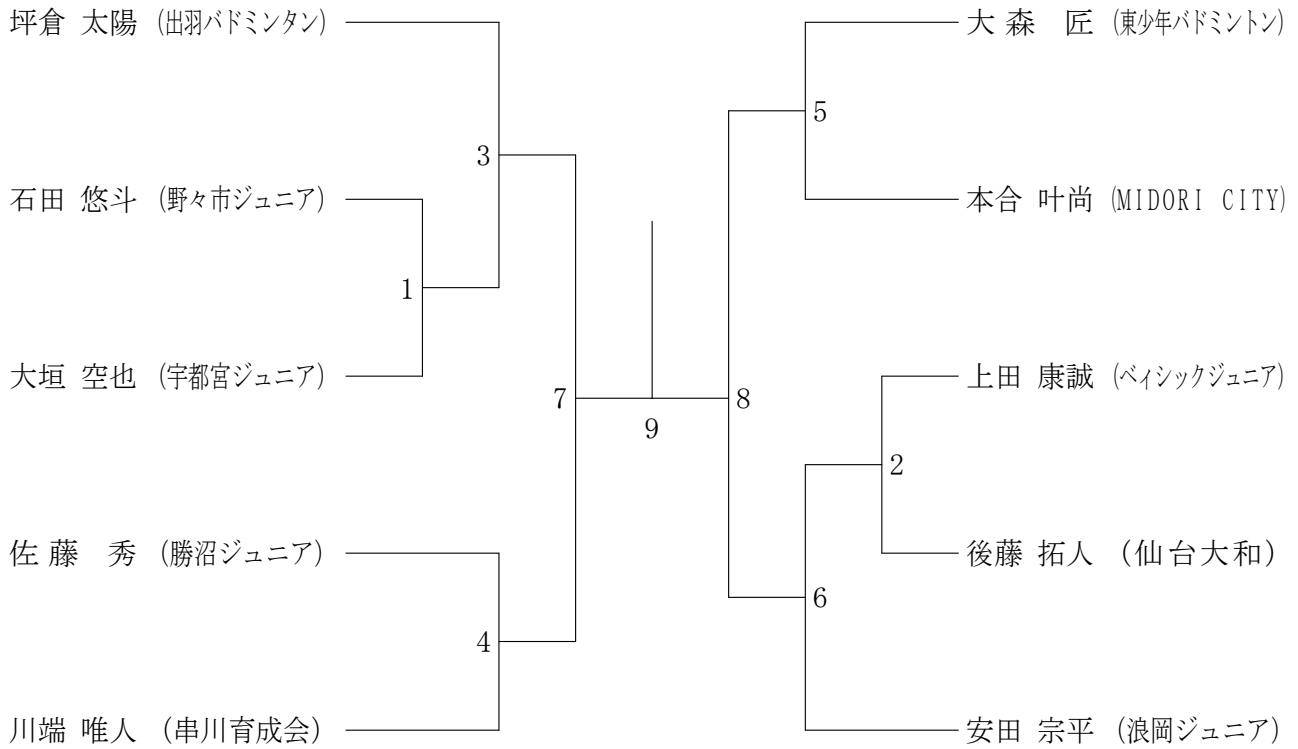 坪倉 太陽 (出羽バドミンタン)
3
石田 悠斗 (野々市ジュニア)
1
大垣 空也 (宇都宮ジュニア)
7
佐藤 秀 (勝沼ジュニア)
4
川端 唯人 (串川育成会)
9
大森 匠 (東少年バドミントン)
5
本合 叶尚 (MIDORI CITY)
8
上田 康誠 (ベィシックジュニア)
2
後藤 拓人 (仙台大和)
6
安田 宗平 (浪岡ジュニア)